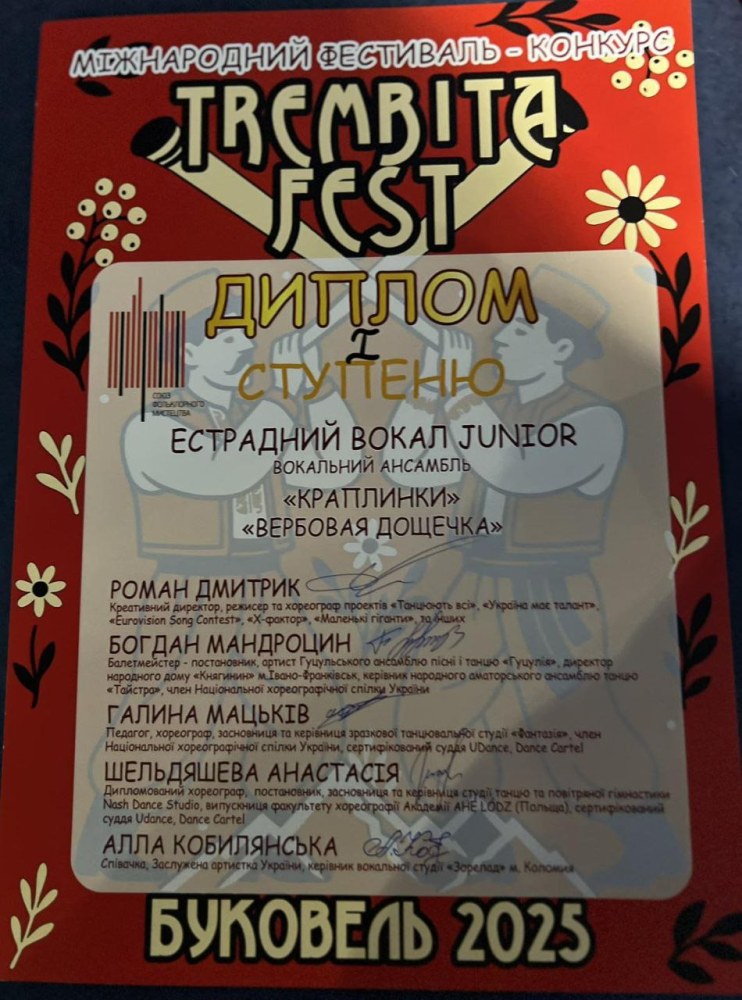 МІЖНАРОДНИЙ ФЕСТИВАЛЬ - КОНКУРС
TREMBITA
FEST
ДИПЛОМ
І
СТУПЕНЮ
СОЮЗ
ФОЛЬКЛОРНОГО
МИСТЕЦТВА
ЕСТРАДНИЙ ВОКАЛ JUNIOR
ВОКАЛЬНИЙ АНСАМБЛЬ
«КРАПЛИНКИ»
«ВЕРБОВАЯ ДОЩЕЧКА»
РОМАН ДМИТРИК
Креативний директор, режисер та хореограф проектів «Танцюють всі», «Україна має талант»,
«Eurovision Song Contest», «Х-фактор», «Маленькі гіганти», та інших
БОГДАН МАНДРОЦИН
Балетмейстер - постановник, артист Гуцульського ансамблю пісні і танцю «Гуцулія», директор
народного дому «Княгинин» м.Івано-Франківськ, керівник народного аматорського ансамблю танцю
«Тайстра», член Національної хореографічної спілки України
ГАЛИНА МАЦЬКІВ
Педагог, хореограф, засновниця та керівниця зразкової танцювальної студії «Фантазія», член
Національної хореографічної спілки України, сертифікований суддя UDance, Dance Cartel
ШЕЛЬДЯШЕВА АНАСТАСІЯ
Дипломований хореограф, постановник, засновниця та керівниця студії танцю та повітряної гімнастики
Nash Dance Studio, випускниця факультету хореографії Академії AHE LODZ (Польща), сертифікований
суддя Udance, Dance Cartel
АЛЛА КОБИЛЯНСЬКА
Співачка, Заслужена артистка України, керівник вокальної студії «Зорелад» м. Коломия
БУКОВЕЛЬ 2025